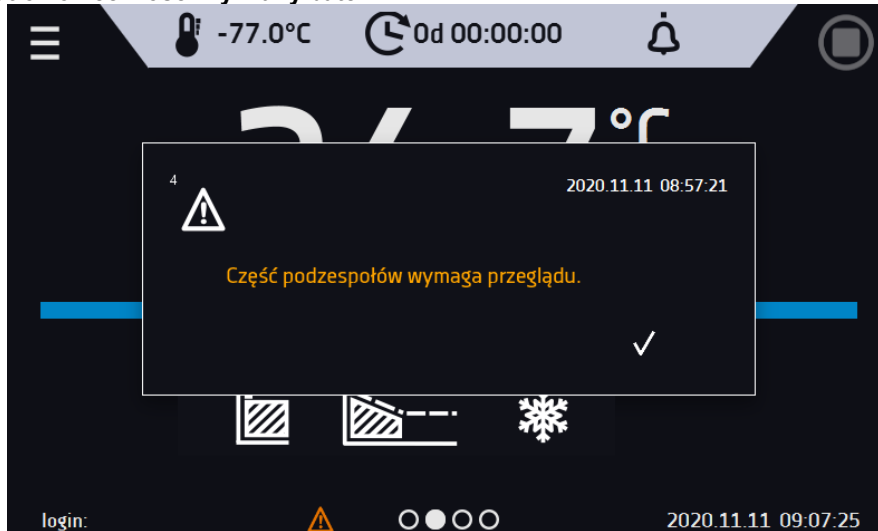 -77.0°C 0d 00:00:00
°C
4
2020.11.11 08:57:21
Część podzespołów wymaga przeglądu.
login: 2020.11.11 09:07:25